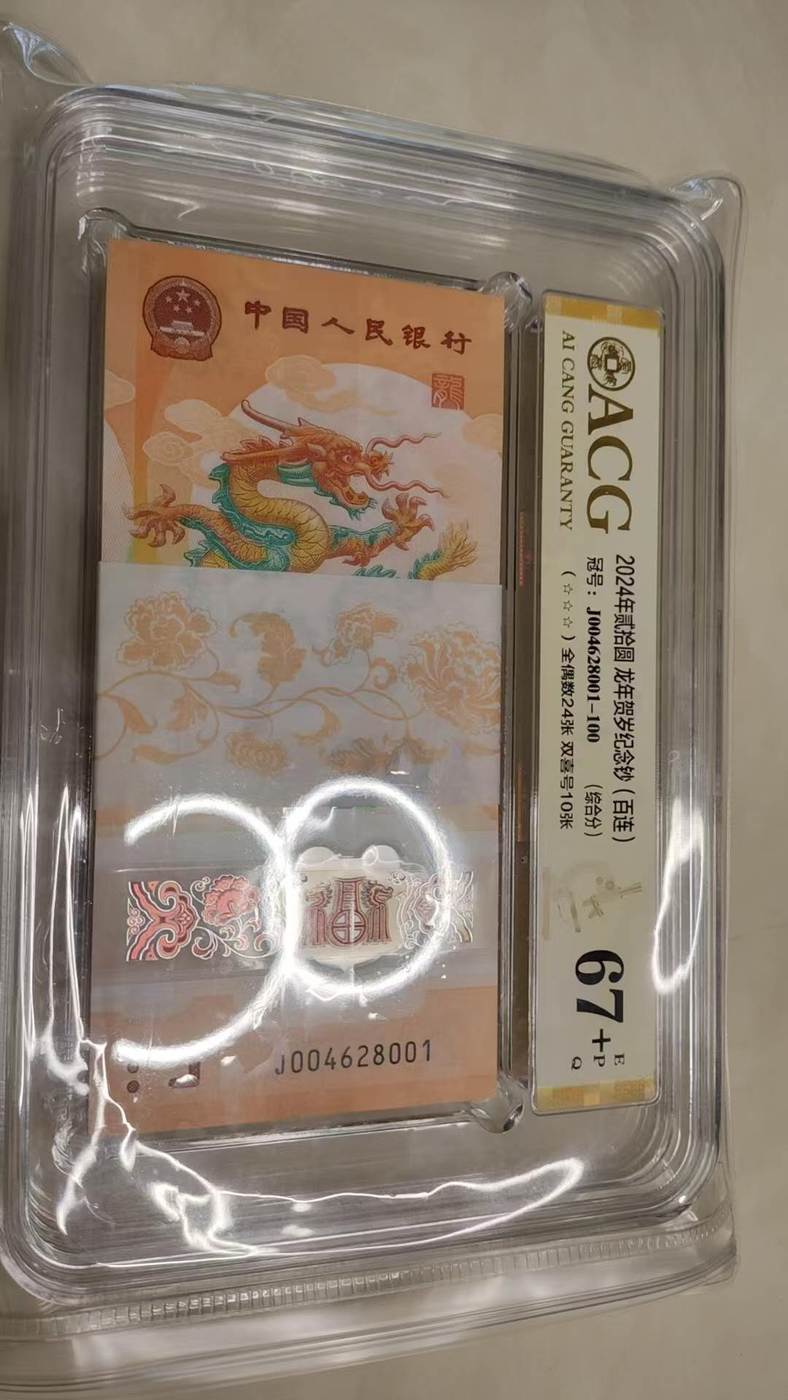 中国人民银行
龍
J004628001
ACG
AI CANG GUARANTY
2024年贰拾圆 龙年贺岁纪念钞（百连）
冠号：J004628001-100 （综合分）
（☆☆☆）全偶数24张 双喜号10张
67+
E
P
Q